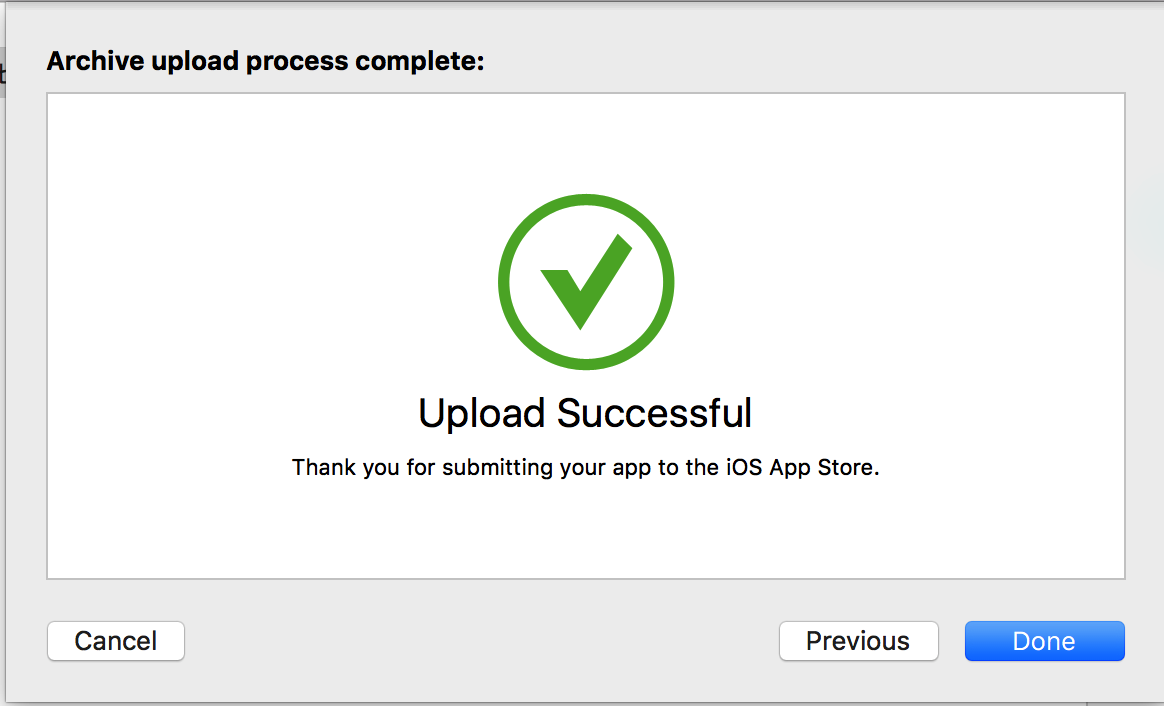 Archive upload process complete:
Upload Successful
Thank you for submitting your app to the iOS App Store.
Cancel
Previous
Done